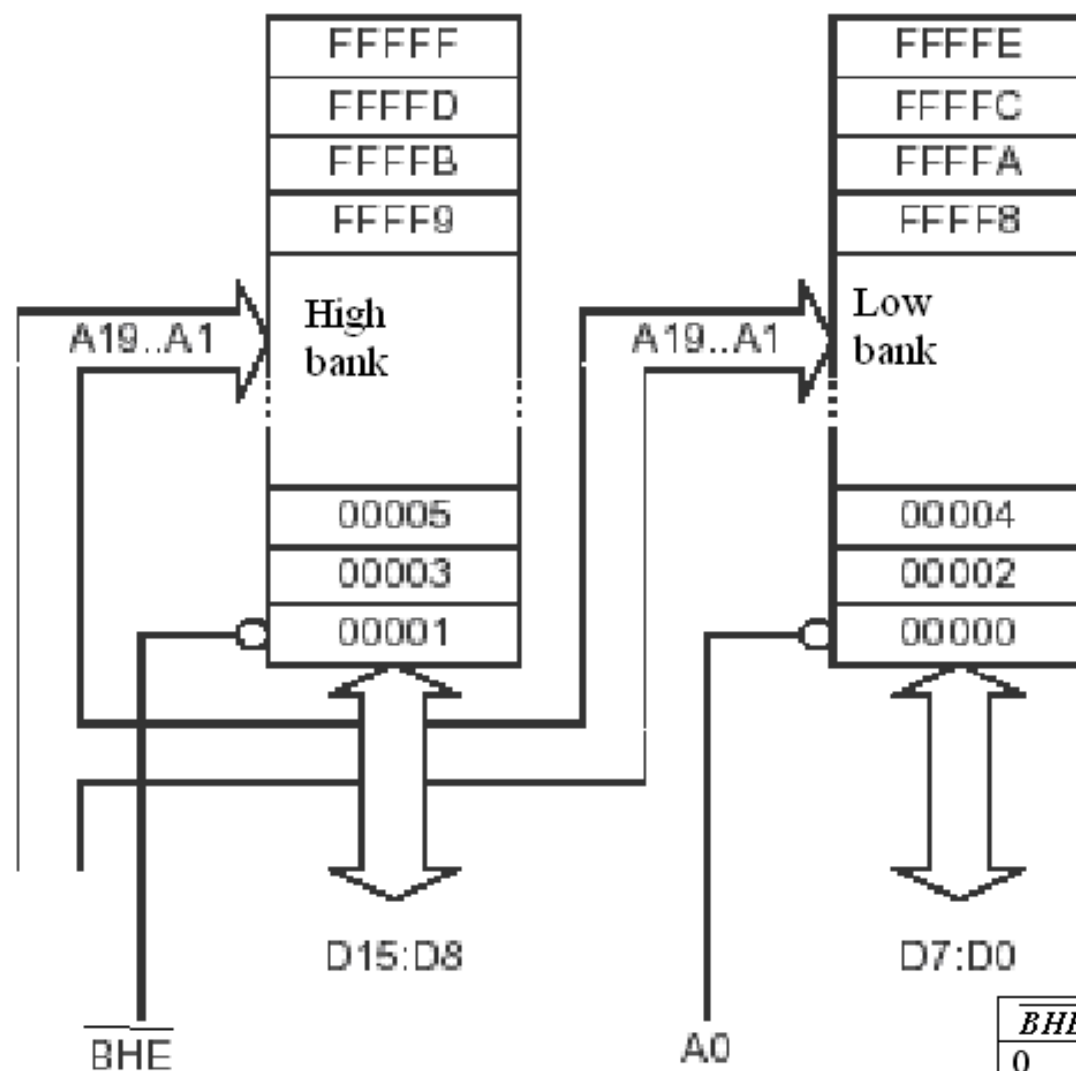 FFFFF
FFFFD
FFFFB
FFFF9
High
bank
A19..A1
00005
00003
00001
D15:D8
BHE
FFFFE
FFFFC
FFFFA
FFFF8
Low
bank
A19..A1
00004
00002
00000
D7:D0
A0
BHE
0